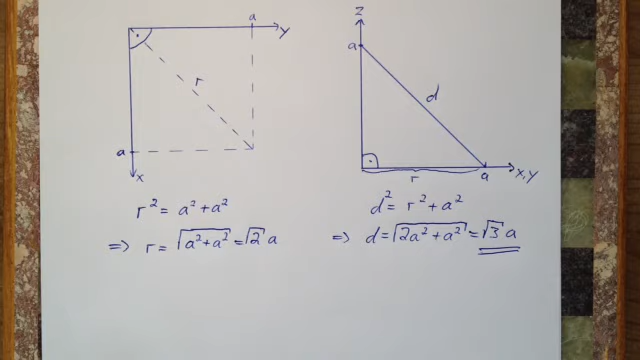 a
y
r
a
x
r² = a² + a²
=> r = √(a² + a²) = √2 a
z
a
d
r
a
x, y
d² = r² + a²
=> d = √(2a² + a²) = √3 a